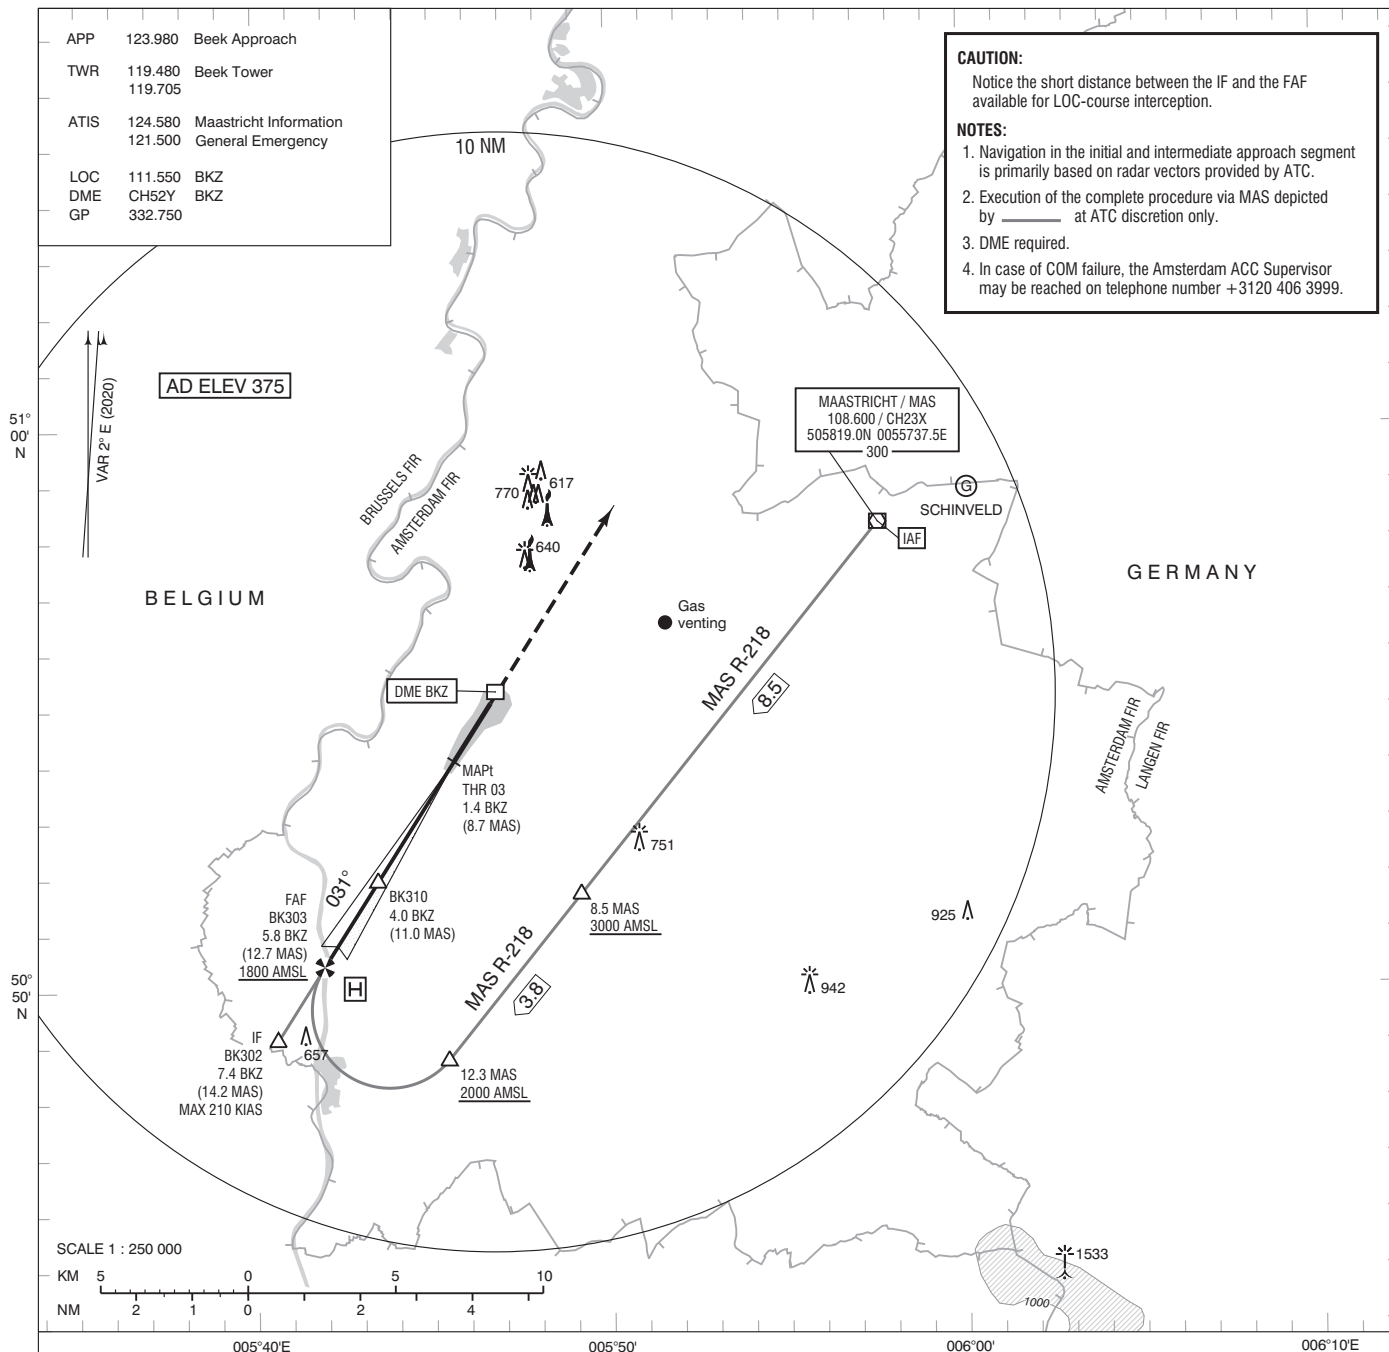 APP 123.980 Beek Approach
TWR 119.480 Beek Tower
119.705
ATIS 124.580 Maastricht Information
121.500 General Emergency
LOC 111.550 BKZ
DME CH52Y BKZ
GP 332.750
CAUTION:
Notice the short distance between the IF and the FAF
available for LOC-course interception.
NOTES:
1. Navigation in the initial and intermediate approach segment
is primarily based on radar vectors provided by ATC.
2. Execution of the complete procedure via MAS depicted
by at ATC discretion only.
3. DME required.
4. In case of COM failure, the Amsterdam ACC Supervisor
may be reached on telephone number +3120 406 3999.
10 NM
VAR 2° E (2020)
AD ELEV 375
51°
00'
N
MAASTRICHT / MAS
108.600 / CH23X
505819.0N 0055737.5E
300
BRUSSELS FIR
AMSTERDAM FIR
770
617
640
G
SCHINVELD
IAF
BELGIUM
GERMANY
Gas
venting
MAS R-218
8.5
DME BKZ
AMSTERDAM FIR
LANGEN FIR
MAPt
THR 03
1.4 BKZ
(8.7 MAS)
751
031°
FAF
BK303
5.8 BKZ
(12.7 MAS)
1800 AMSL
BK310
4.0 BKZ
(11.0 MAS)
8.5 MAS
3000 AMSL
925
942
MAS R-218
3.8
H
50°
50'
N
IF
BK302
7.4 BKZ
(14.2 MAS)
MAX 210 KIAS
657
12.3 MAS
2000 AMSL
1533
1000
SCALE 1 : 250 000
KM 5 0 5 10
NM 2 1 0 2 4
005°40'E 005°50' 006°00' 006°10'E